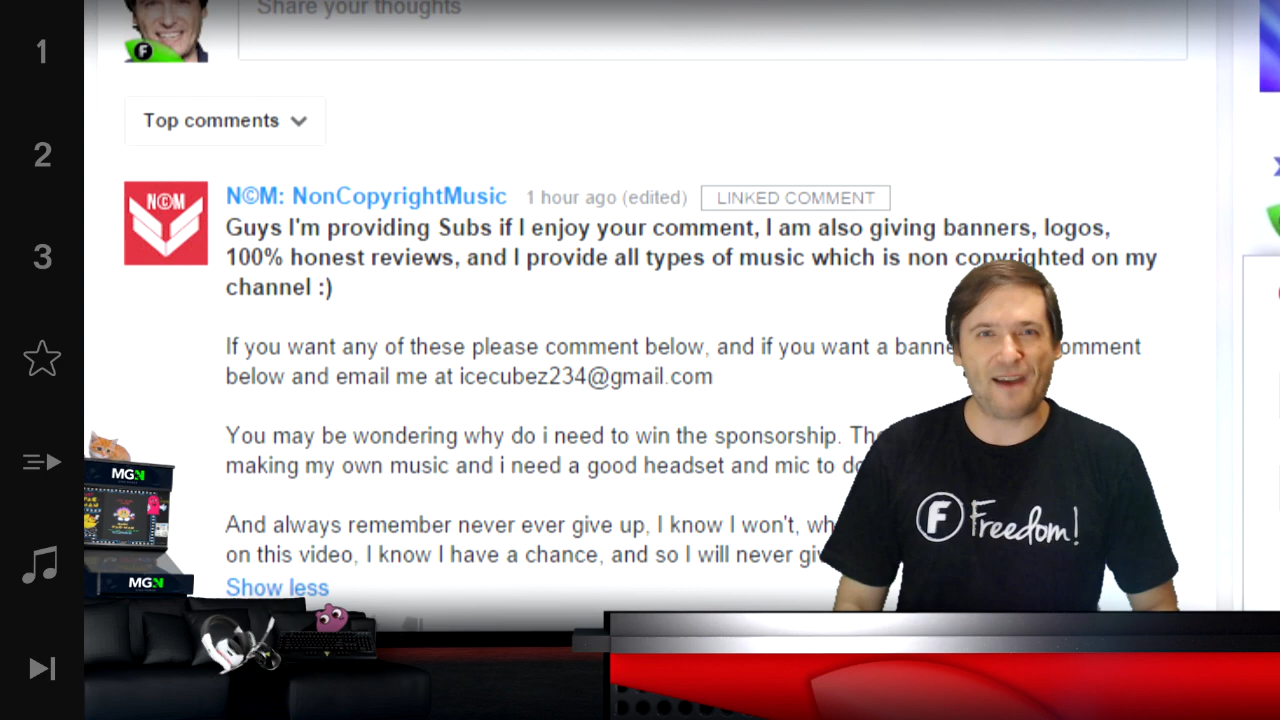 Share your thoughts
1
F
Top comments
2
N©M
N©M: NonCopyrightMusic 1 hour ago (edited) LINKED COMMENT
Guys I'm providing Subs if I enjoy your comment, I am also giving banners, logos,
100% honest reviews, and I provide all types of music which is non copyrighted on my
channel :)
3
If you want any of these please comment below, and if you want a
below and email me at icecubez234@gmail.com
You may be wondering why do i need to win the sponsorship.
making my own music and i need a good headset and mic to
MGN
F Freedom!
And always remember never ever give up, I know I won't,
on this video, I know I have a chance, and so I will never
MGN
Show less